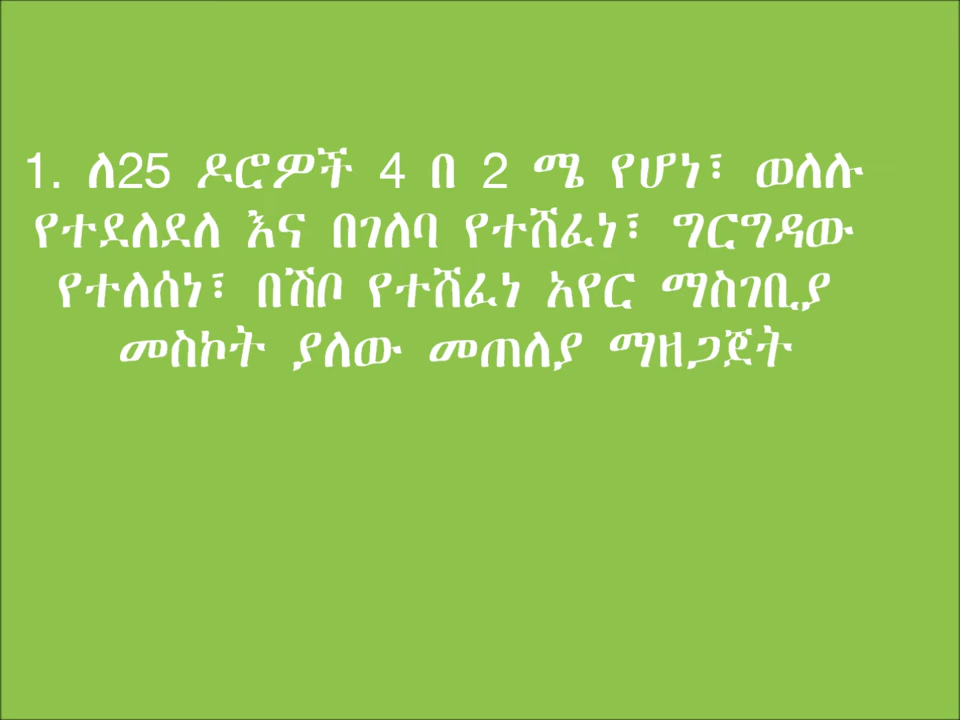 1. ለ25 ዶሮዎች 4 በ 2 ሜ የሆነ፣ ወለሉ
የተደለደለ እና በገለባ የተሸፈነ፣ ግርግዳው
የተለሰነ፣ በሽቦ የተሸፈነ አየር ማስገቢያ
መስኮት ያለው መጠለያ ማዘጋጀት